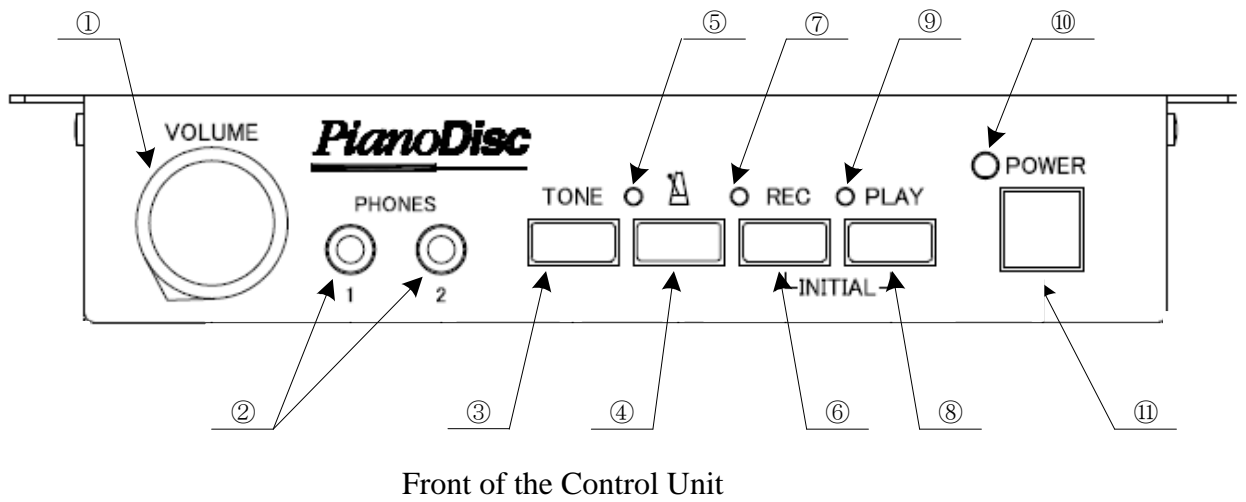 ① ⑤ ⑦ ⑨ ⑩
VOLUME PianoDisc POWER
PHONES TONE REC PLAY
1 2 INITIAL
② ③ ④ ⑥ ⑧ ⑪
Front of the Control Unit